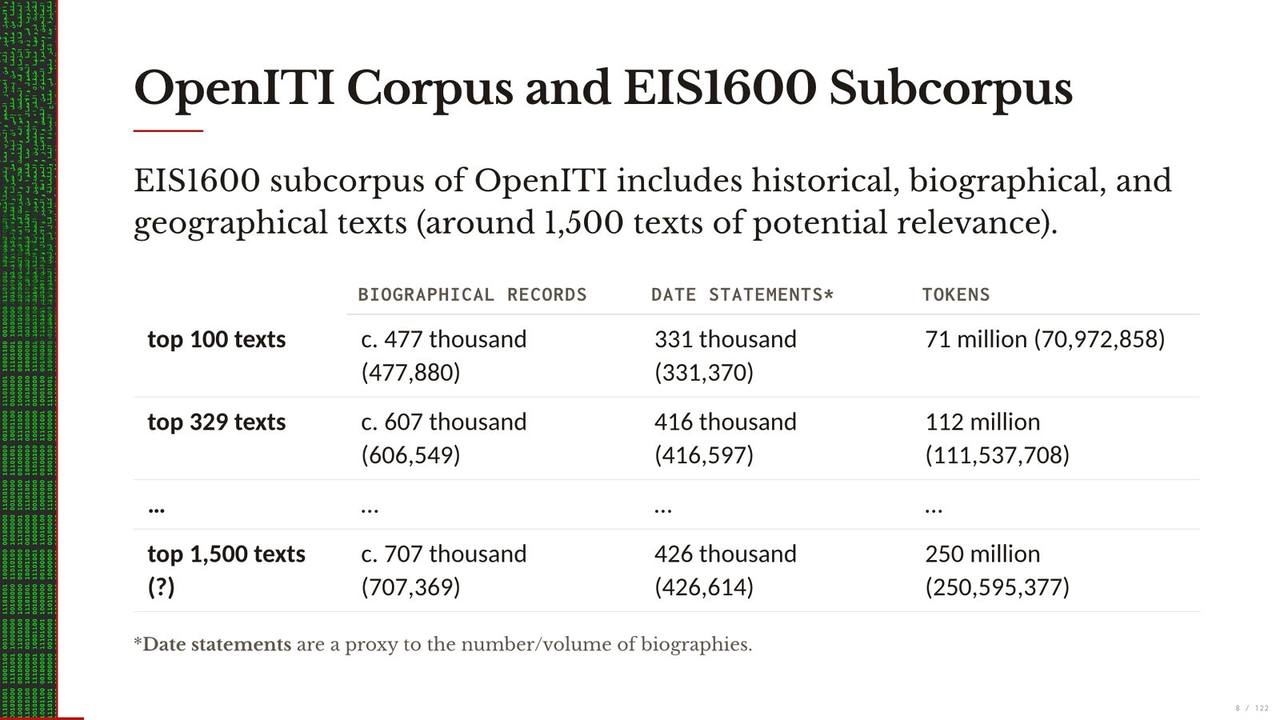 OpenITI Corpus and EIS1600 Subcorpus
EIS1600 subcorpus of OpenITI includes historical, biographical, and
geographical texts (around 1,500 texts of potential relevance).
BIOGRAPHICAL RECORDS DATE STATEMENTS* TOKENS
top 100 texts c. 477 thousand 331 thousand 71 million (70,972,858)
(477,880) (331,370)
top 329 texts c. 607 thousand 416 thousand 112 million
(606,549) (416,597) (111,537,708)
… … … …
top 1,500 texts c. 707 thousand 426 thousand 250 million
(?) (707,369) (426,614) (250,595,377)
*Date statements are a proxy to the number/volume of biographies.
8 / 122